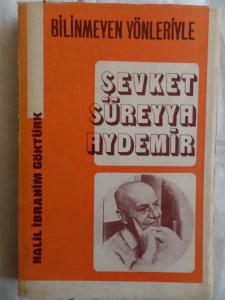 BİLİNMEYEN YÖNLERİYLE
ŞEVKET
SÜREYYA
AYDEMİR
HALİL İBRAHİM GÖKTÜRK